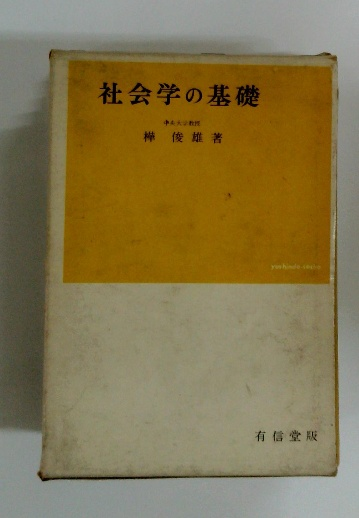 社会学の基礎
中央大学教授
樺 俊雄 著
有信堂版